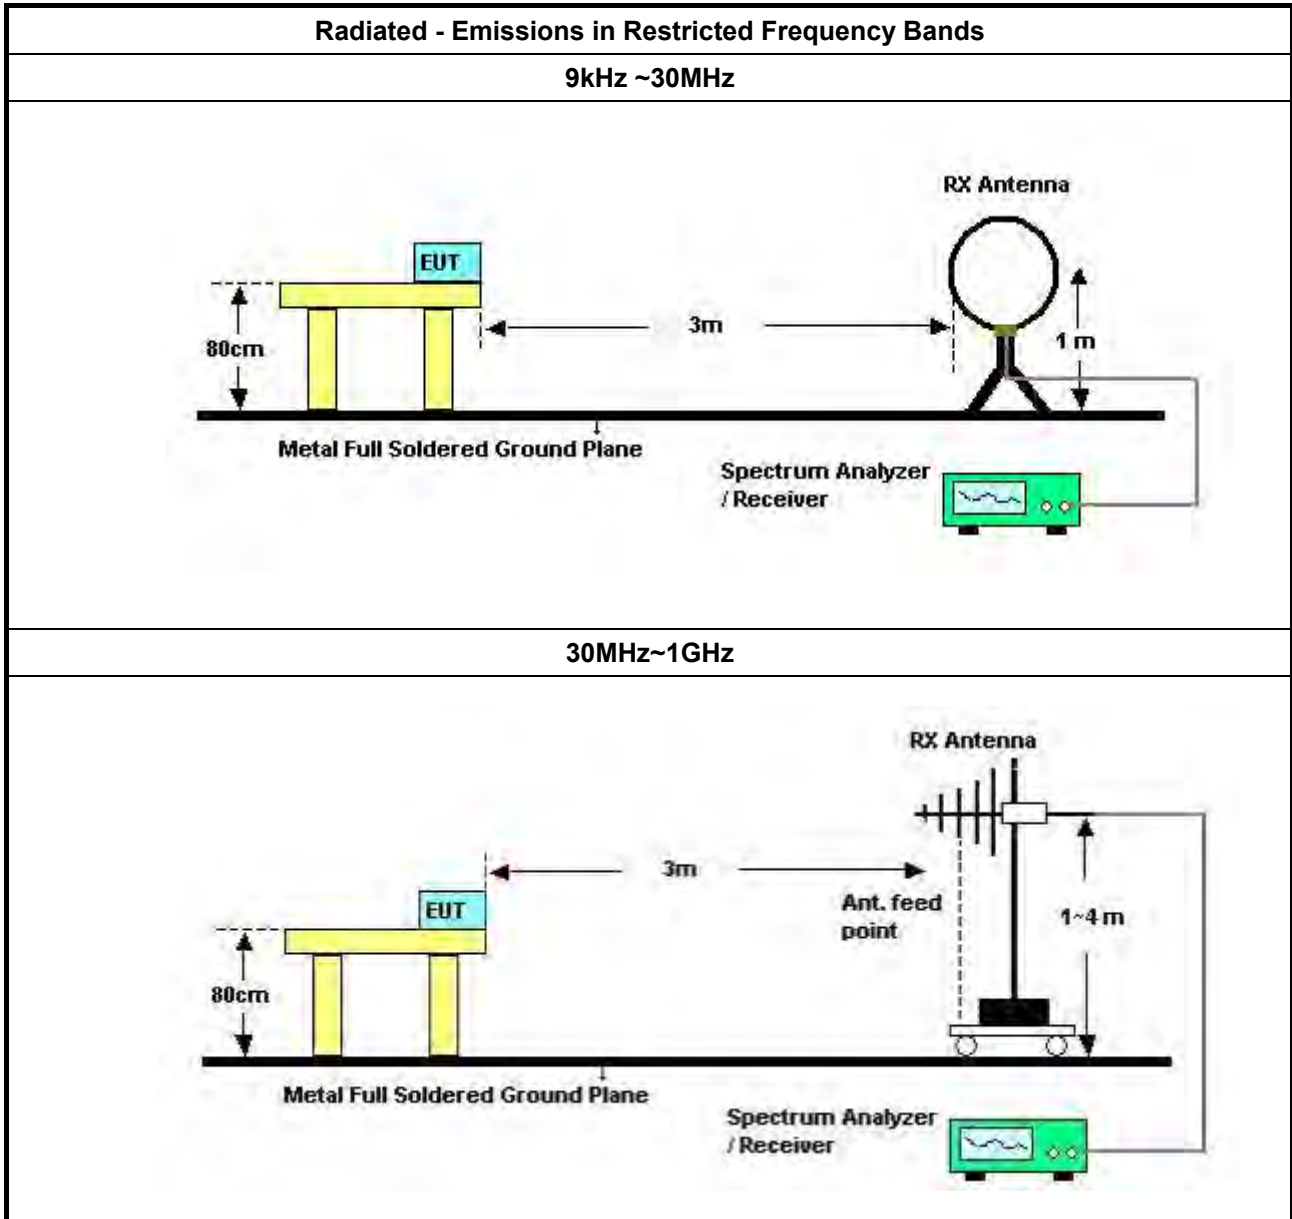 Radiated - Emissions in Restricted Frequency Bands
9kHz ~30MHz
RX Antenna
EUT
3m
80cm
1 m
Metal Full Soldered Ground Plane
Spectrum Analyzer
/ Receiver
30MHz~1GHz
RX Antenna
3m
EUT
Ant. feed
point
1~4 m
80cm
Metal Full Soldered Ground Plane
Spectrum Analyzer
/ Receiver